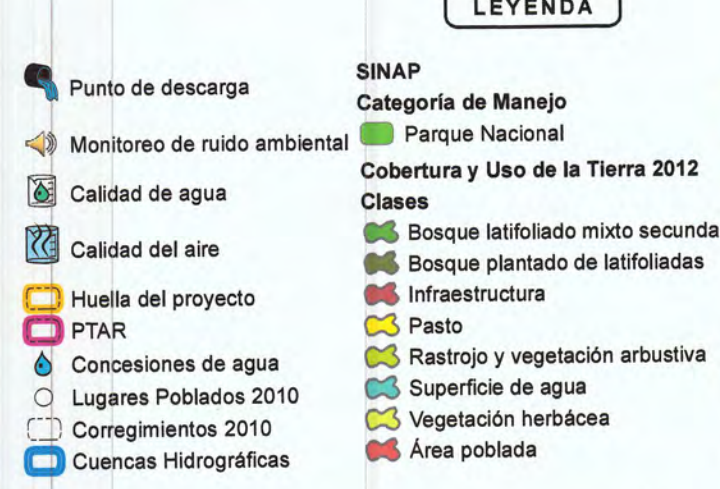 LEYENDA
Punto de descarga
Monitoreo de ruido ambiental
Calidad de agua
Calidad del aire
Huella del proyecto
PTAR
Concesiones de agua
Lugares Poblados 2010
Corregimientos 2010
Cuencas Hidrográficas
SINAP
Categoría de Manejo
Parque Nacional
Cobertura y Uso de la Tierra 2012
Clases
Bosque latifoliado mixto secunda
Bosque plantado de latifoliadas
Infraestructura
Pasto
Rastrojo y vegetación arbustiva
Superficie de agua
Vegetación herbácea
Área poblada